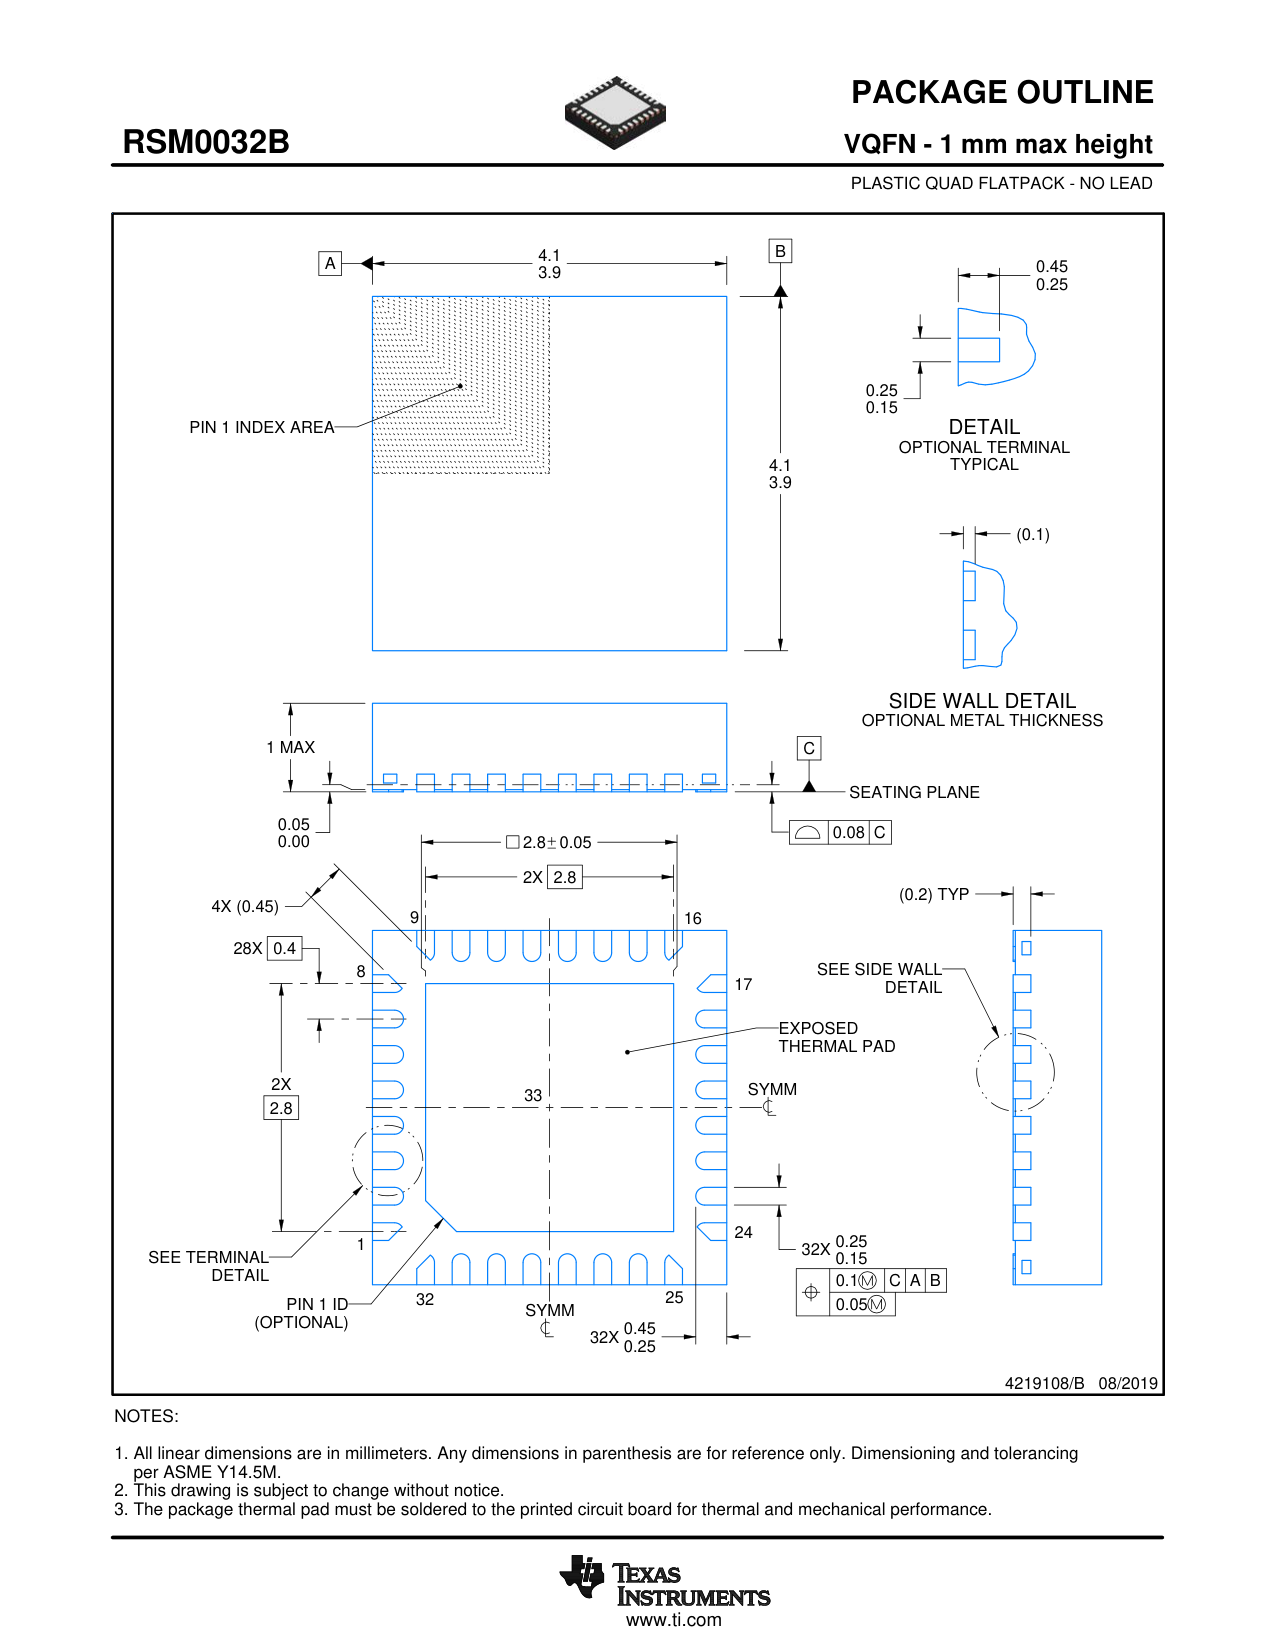 PACKAGE OUTLINE
RSM0032B
VQFN - 1 mm max height
PLASTIC QUAD FLATPACK - NO LEAD
A
4.1
3.9
B
0.45
0.25
0.25
0.15
PIN 1 INDEX AREA
DETAIL
OPTIONAL TERMINAL
TYPICAL
4.1
3.9
(0.1)
SIDE WALL DETAIL
OPTIONAL METAL THICKNESS
1 MAX
C
SEATING PLANE
0.05
0.00
0.08 C
2.8± 0.05
2X 2.8
4X (0.45)
(0.2) TYP
9
16
28X 0.4
8
17
SEE SIDE WALL
DETAIL
EXPOSED
THERMAL PAD
2X
2.8
33
SYMM
1
24
SEE TERMINAL
DETAIL
32X 0.25
0.15
0.1Ⓜ C A B
0.05Ⓜ
PIN 1 ID
(OPTIONAL)
32
25
SYMM
32X 0.45
0.25
4219108/B 08/2019
NOTES:
1. All linear dimensions are in millimeters. Any dimensions in parenthesis are for reference only. Dimensioning and tolerancing
per ASME Y14.5M.
2. This drawing is subject to change without notice.
3. The package thermal pad must be soldered to the printed circuit board for thermal and mechanical performance.
TEXAS
INSTRUMENTS
www.ti.com